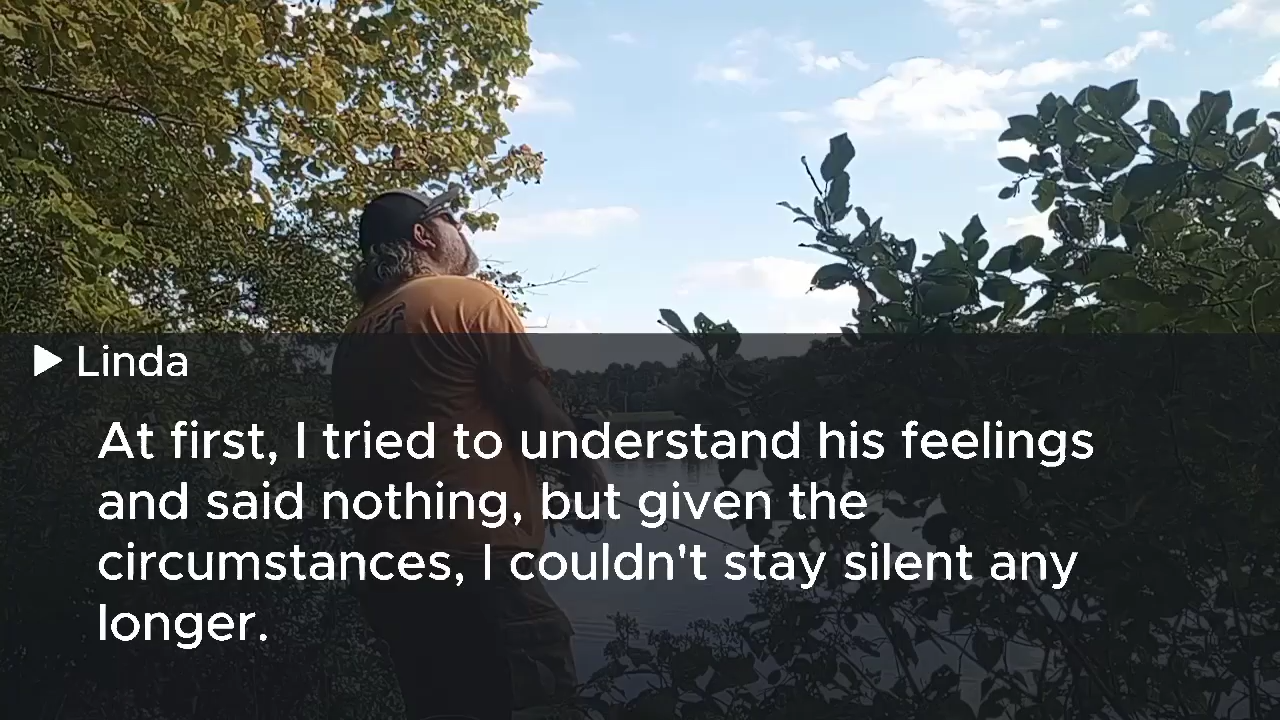 Linda
At first, I tried to understand his feelings
and said nothing, but given the
circumstances, I couldn't stay silent any
longer.